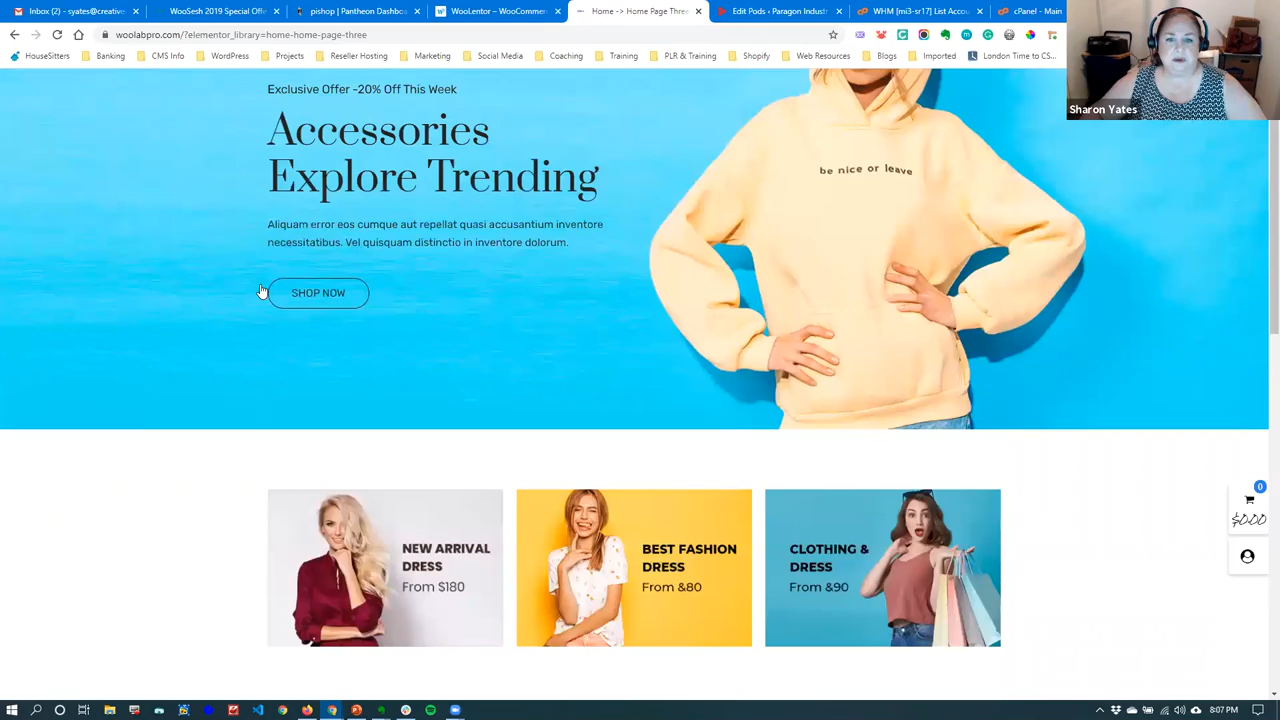 Inbox (2) - syates@creative
WooSesh 2019 Special Offe
pishop | Pantheon Dashboa
WooLentor – WooCommer
Home -> Home Page Three
Edit Pods ‹ Paragon Industr
WHM [mi3-sr17] List Accou
cPanel - Main
woolabpro.com/?elementor_library=home-home-page-three
HouseSitters
Banking
CMS Info
WordPress
Projects
Reseller Hosting
Marketing
Social Media
Coaching
Training
PLR & Training
Shopify
Web Resources
Blogs
Imported
London Time to CS...
Sharon Yates
Exclusive Offer -20% Off This Week
Accessories
Explore Trending
Aliquam error eos cumque aut repellat quasi accusantium inventore
necessitatibus. Vel quisquam distinctio in inventore dolorum.
SHOP NOW
be nice or leave
NEW ARRIVAL
DRESS
From $180
BEST FASHION
DRESS
From &80
CLOTHING &
DRESS
From &90
0
$0.00
8:07 PM